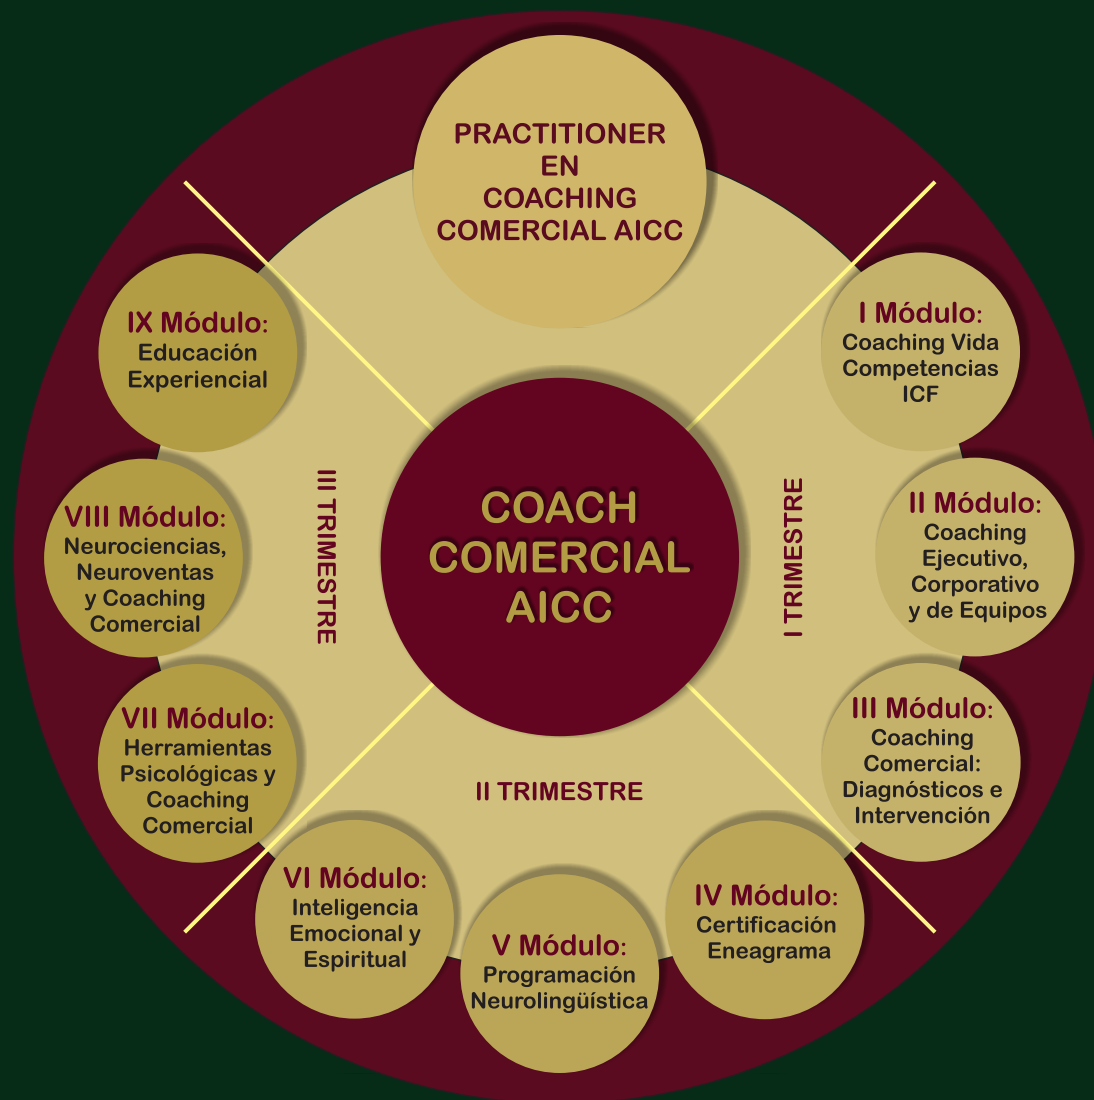 PRACTITIONER
EN
COACHING
COMERCIAL AICC
I Módulo:
Coaching Vida
Competencias
ICF
II Módulo:
Coaching
Ejecutivo,
Corporativo
y de Equipos
III Módulo:
Coaching
Comercial:
Diagnósticos e
Intervención
I TRIMESTRE
IV Módulo:
Certificación
Eneagrama
V Módulo:
Programación
Neurolingüística
VI Módulo:
Inteligencia
Emocional y
Espiritual
II TRIMESTRE
VII Módulo:
Herramientas
Psicológicas y
Coaching
Comercial
VIII Módulo:
Neurociencias,
Neuroventas
y Coaching
Comercial
IX Módulo:
Educación
Experiencial
III TRIMESTRE
COACH
COMERCIAL
AICC